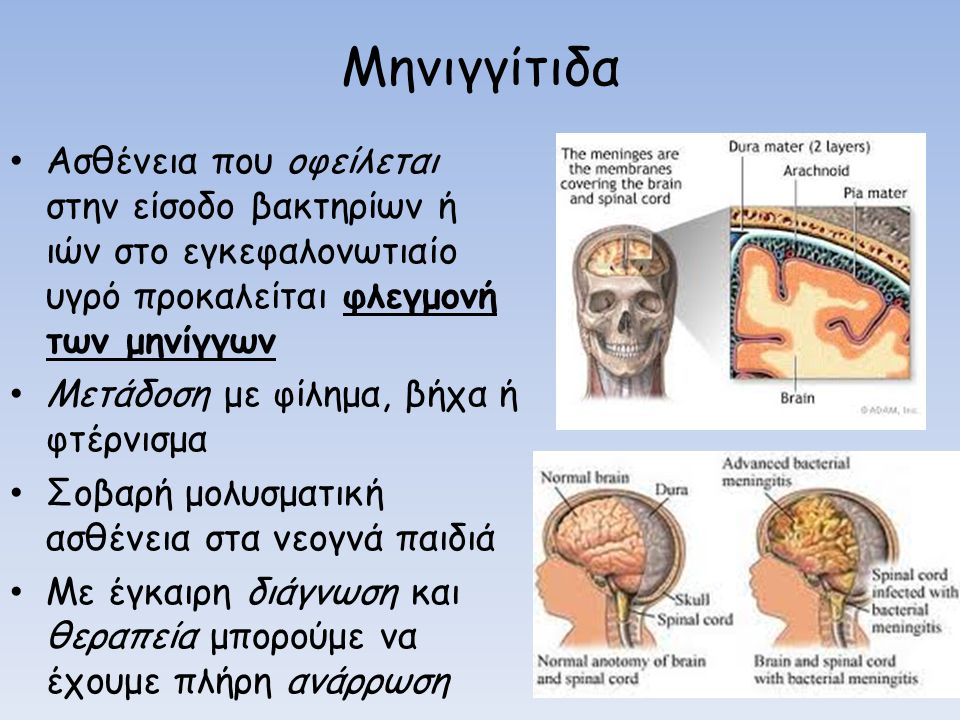 Μηνιγγίτιδα
• Ασθένεια που οφείλεται
στην είσοδο βακτηρίων ή
ιών στο εγκεφαλονωτιαίο
υγρό προκαλείται φλεγμονή
των μηνίγγων
• Μετάδοση με φίλημα, βήχα ή
φτέρνισμα
• Σοβαρή μολυσματική
ασθένεια στα νεογνά παιδιά
• Με έγκαιρη διάγνωση και
θεραπεία μπορούμε να
έχουμε πλήρη ανάρρωση
The meninges are
the membranes
covering the brain
and spinal cord
Dura mater (2 layers)
Arachnoid
Pia mater
Brain
©ADAM, Inc.
Normal brain
Dura
Skull
Spinal cord
Normal anotomy of brain
and spinal cord
Advanced bacterial
meningitis
Spinal cord
infected with
bacterial
meningitis
Brain and spinal cord
with bacterial meningitis